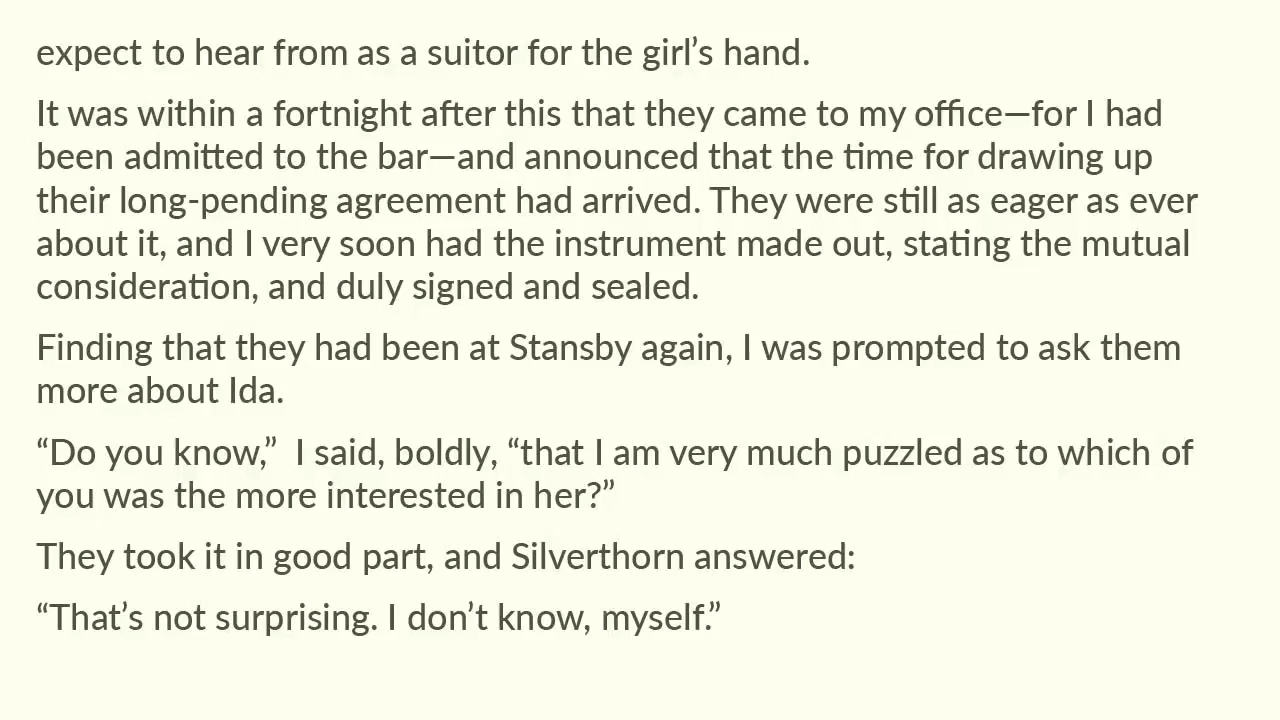 expect to hear from as a suitor for the girl’s hand.
It was within a fortnight after this that they came to my office—for I had
been admitted to the bar—and announced that the time for drawing up
their long-pending agreement had arrived. They were still as eager as ever
about it, and I very soon had the instrument made out, stating the mutual
consideration, and duly signed and sealed.
Finding that they had been at Stansby again, I was prompted to ask them
more about Ida.
“Do you know,”  I said, boldly, “that I am very much puzzled as to which of
you was the more interested in her?”
They took it in good part, and Silverthorn answered:
“That’s not surprising. I don’t know, myself.”